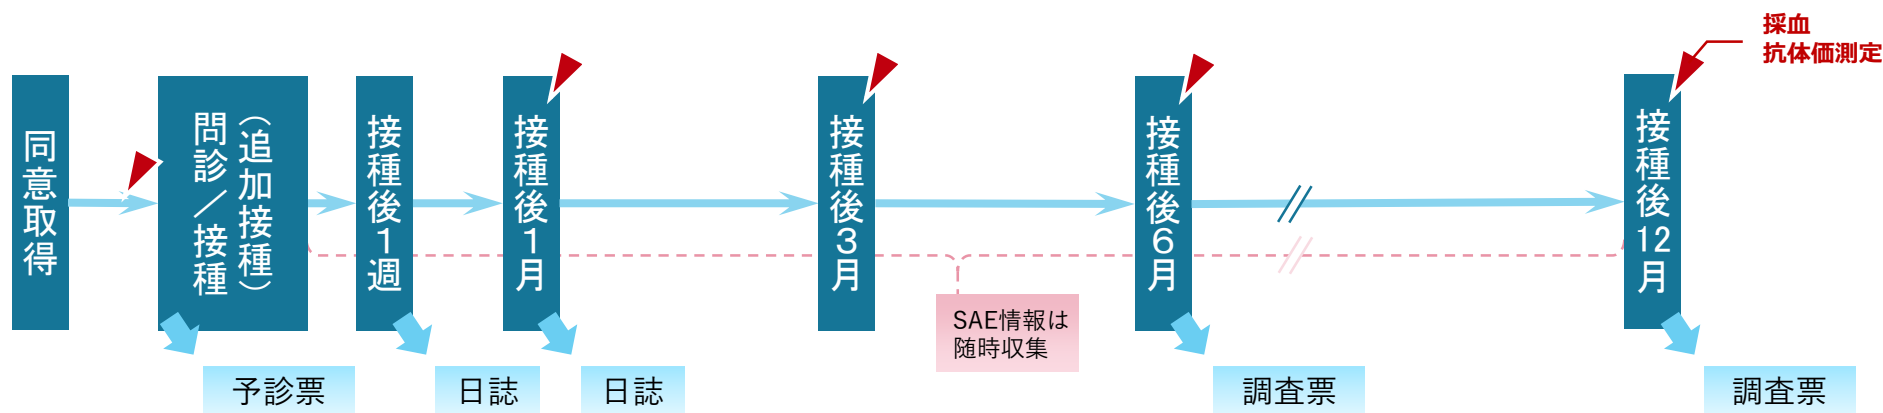 採血
抗体価測定
同意取得
（追加接種）
問診／接種
接種後１週
接種後１月
接種後３月
接種後６月
接種後12月
SAE情報は
随時収集
予診票
日誌
日誌
調査票
調査票